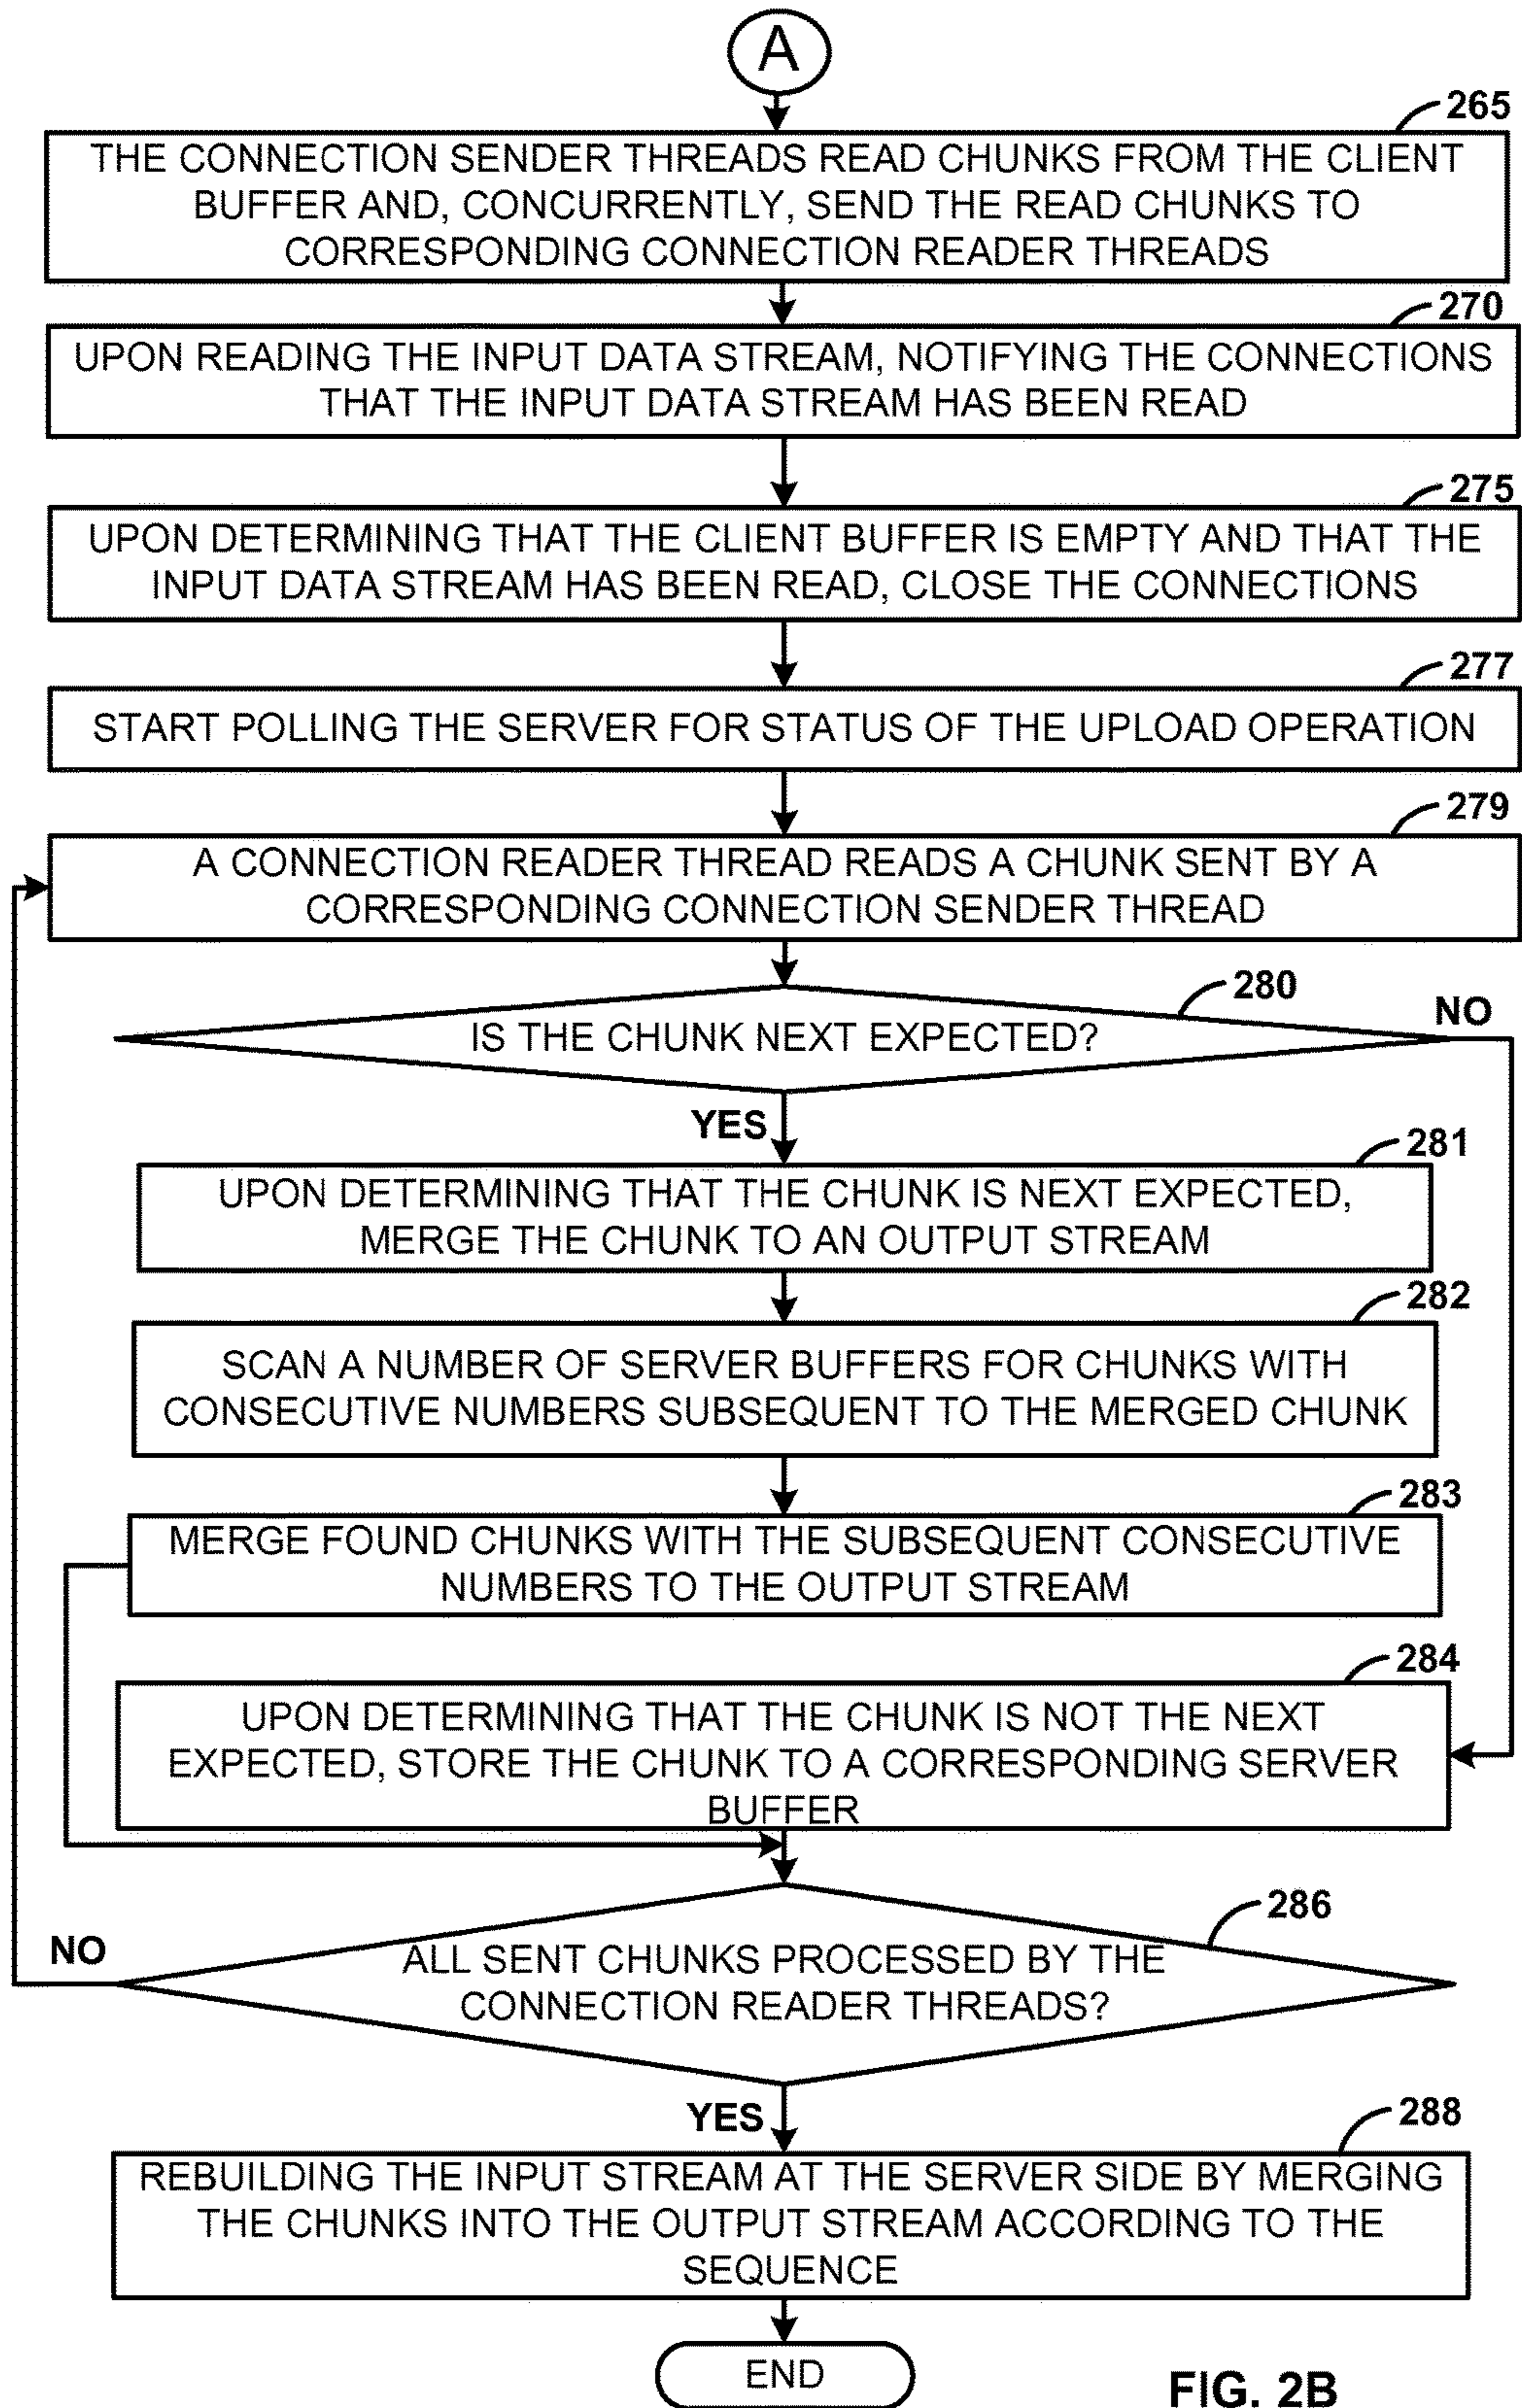 A
265
THE CONNECTION SENDER THREADS READ CHUNKS FROM THE CLIENT
BUFFER AND, CONCURRENTLY, SEND THE READ CHUNKS TO
CORRESPONDING CONNECTION READER THREADS
270
UPON READING THE INPUT DATA STREAM, NOTIFYING THE CONNECTIONS
THAT THE INPUT DATA STREAM HAS BEEN READ
275
UPON DETERMINING THAT THE CLIENT BUFFER IS EMPTY AND THAT THE
INPUT DATA STREAM HAS BEEN READ, CLOSE THE CONNECTIONS
277
START POLLING THE SERVER FOR STATUS OF THE UPLOAD OPERATION
279
A CONNECTION READER THREAD READS A CHUNK SENT BY A
CORRESPONDING CONNECTION SENDER THREAD
280
NO
IS THE CHUNK NEXT EXPECTED?
YES
281
UPON DETERMINING THAT THE CHUNK IS NEXT EXPECTED,
MERGE THE CHUNK TO AN OUTPUT STREAM
282
SCAN A NUMBER OF SERVER BUFFERS FOR CHUNKS WITH
CONSECUTIVE NUMBERS SUBSEQUENT TO THE MERGED CHUNK
283
MERGE FOUND CHUNKS WITH THE SUBSEQUENT CONSECUTIVE
NUMBERS TO THE OUTPUT STREAM
284
UPON DETERMINING THAT THE CHUNK IS NOT THE NEXT
EXPECTED, STORE THE CHUNK TO A CORRESPONDING SERVER
BUFFER
286
NO
ALL SENT CHUNKS PROCESSED BY THE
CONNECTION READER THREADS?
YES
288
REBUILDING THE INPUT STREAM AT THE SERVER SIDE BY MERGING
THE CHUNKS INTO THE OUTPUT STREAM ACCORDING TO THE
SEQUENCE
END
FIG. 2B